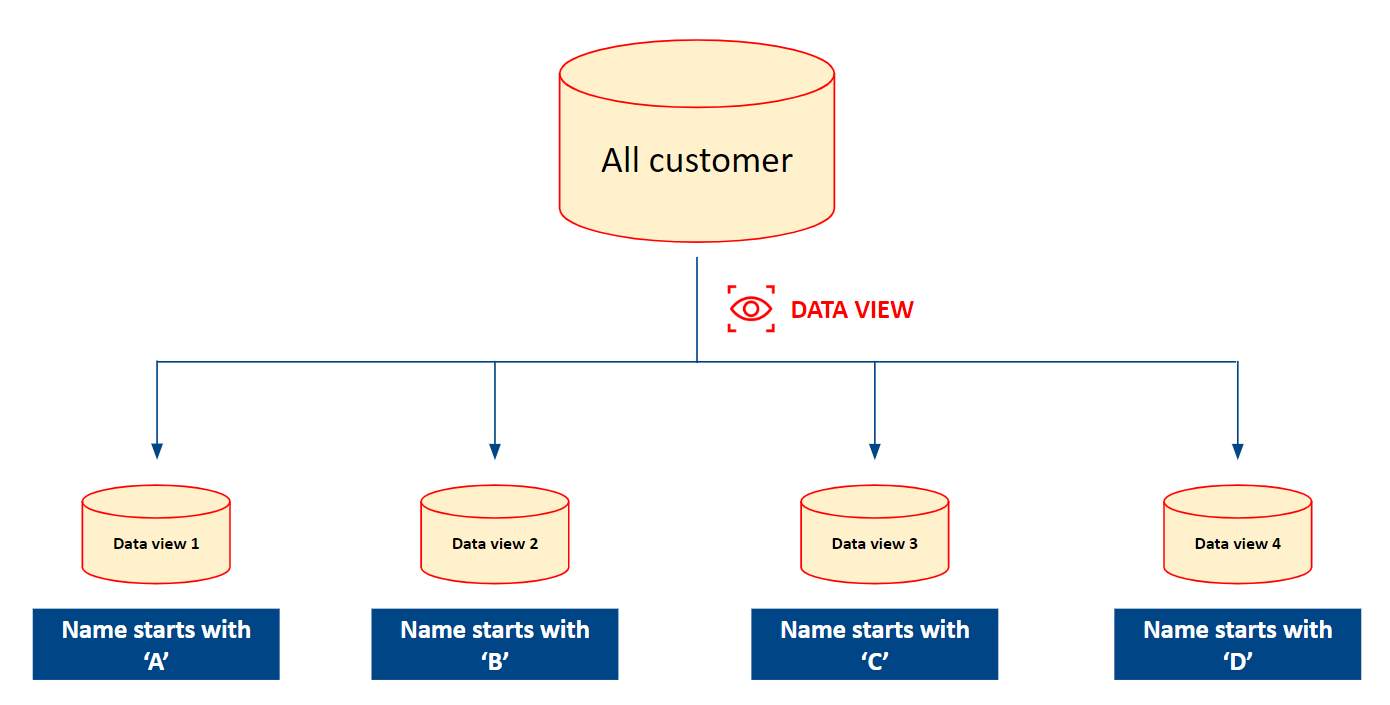 All customer
DATA VIEW
Data view 1
Data view 2
Data view 3
Data view 4
Name starts with
‘A’
Name starts with
‘B’
Name starts with
‘C’
Name starts with
‘D’